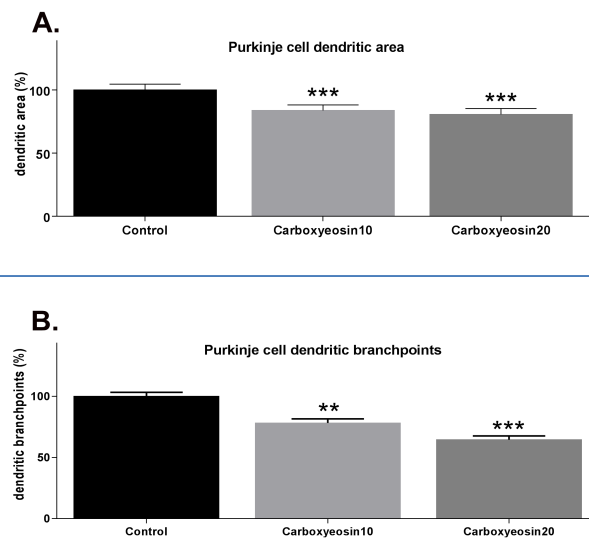 A.
Purkinje cell dendritic area
dendritic area (%)
100
50
0
***
***
Control
Carboxyeosin10
Carboxyeosin20
B.
Purkinje cell dendritic branchpoints
dendritic branchpoints (%)
100
50
0
**
***
Control
Carboxyeosin10
Carboxyeosin20